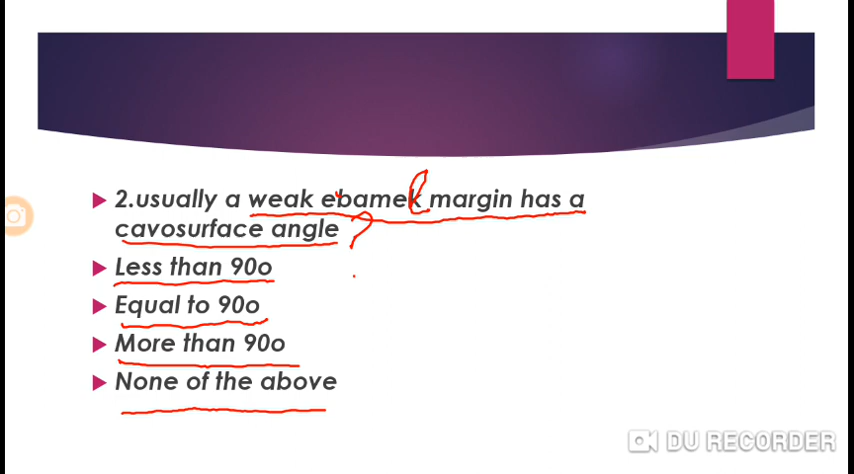 2.usually a weak ebamek margin has a
cavosurface angle ?
Less than 90o
Equal to 90o
More than 90o
None of the above
DU RECORDER